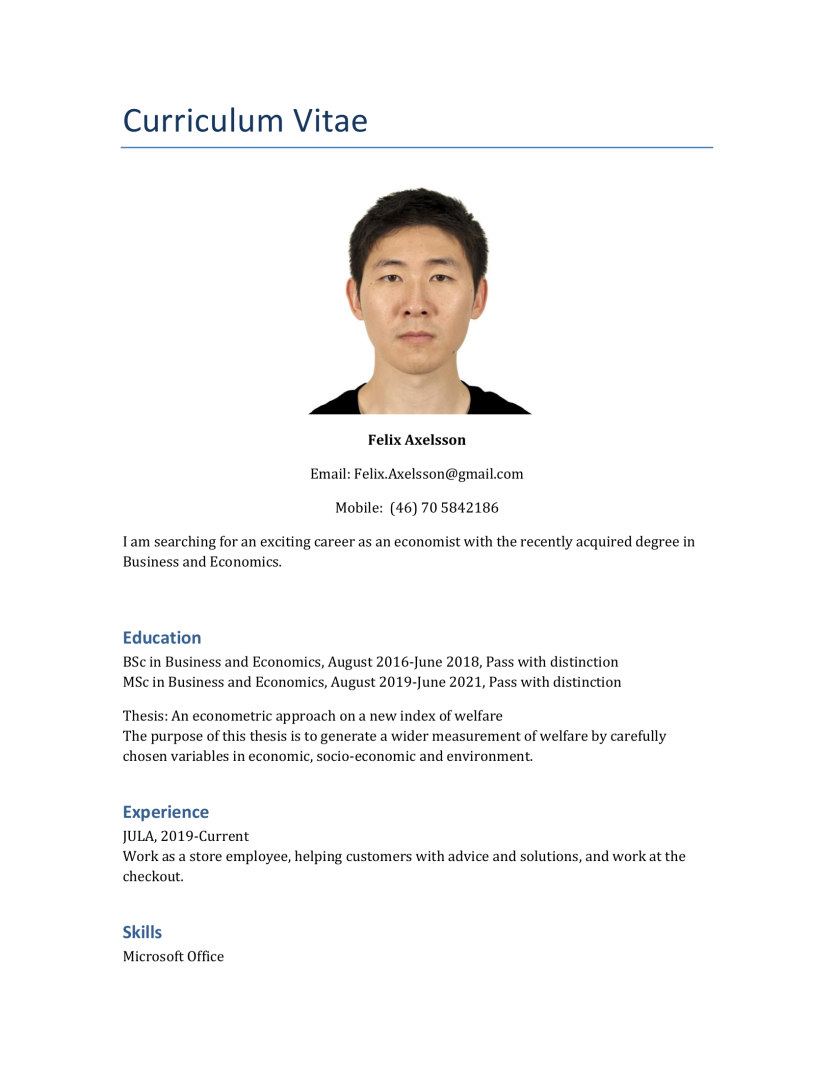 Curriculum Vitae
Felix Axelsson
Email: Felix.Axelsson@gmail.com
Mobile:  (46) 70 5842186
I am searching for an exciting career as an economist with the recently acquired degree in
Business and Economics.
Education
BSc in Business and Economics, August 2016-June 2018, Pass with distinction
MSc in Business and Economics, August 2019-June 2021, Pass with distinction
Thesis: An econometric approach on a new index of welfare
The purpose of this thesis is to generate a wider measurement of welfare by carefully
chosen variables in economic, socio-economic and environment.
Experience
JULA, 2019-Current
Work as a store employee, helping customers with advice and solutions, and work at the
checkout.
Skills
Microsoft Office